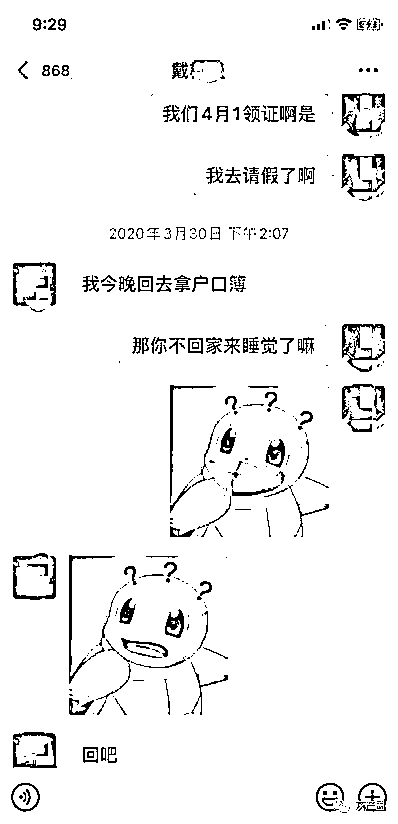 9:29
868
戴
我们4月1领证啊是
我去请假了啊
2020年3月30日 下午2:07
我今晚回去拿户口簿
那你不回家来睡觉了嘛
? ? ?
? ? ?
回吧